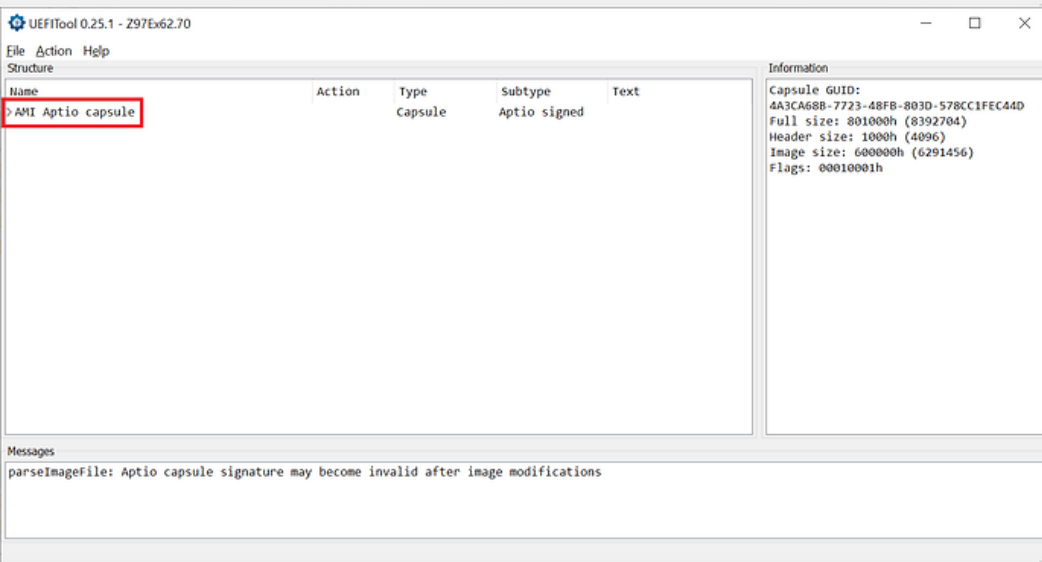 UEFITool 0.25.1 - Z97Ex62.70
File Action Help
Structure
Name Action Type Subtype Text
AMI Aptio capsule Capsule Aptio signed
Information
Capsule GUID:
4A3CA68B-7723-48FB-803D-578CC1FEC44D
Full size: 801000h (8392704)
Header size: 1000h (4096)
Image size: 600000h (6291456)
Flags: 00010001h
Messages
parseImageFile: Aptio capsule signature may become invalid after image modifications